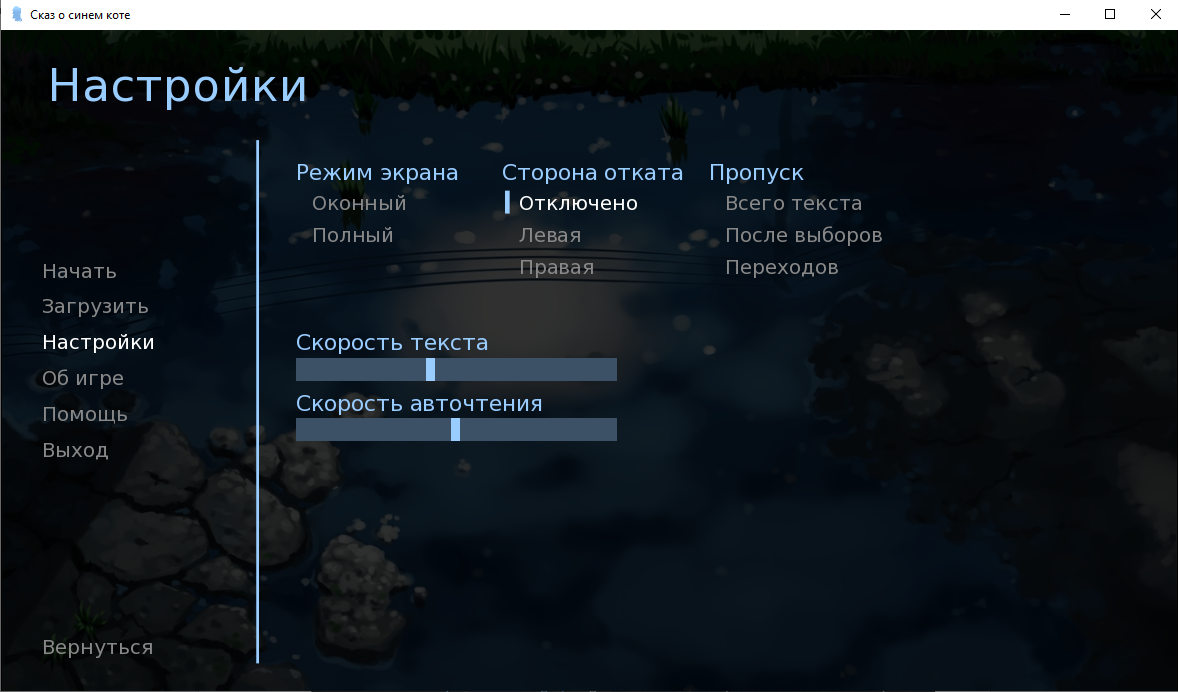 Сказ о синем коте
Настройки
Режим экрана
Оконный
Полный
Сторона отката
Отключено
Левая
Правая
Пропуск
Всего текста
После выборов
Переходов
Начать
Загрузить
Настройки
Об игре
Помощь
Выход
Скорость текста
Скорость авточтения
Вернуться